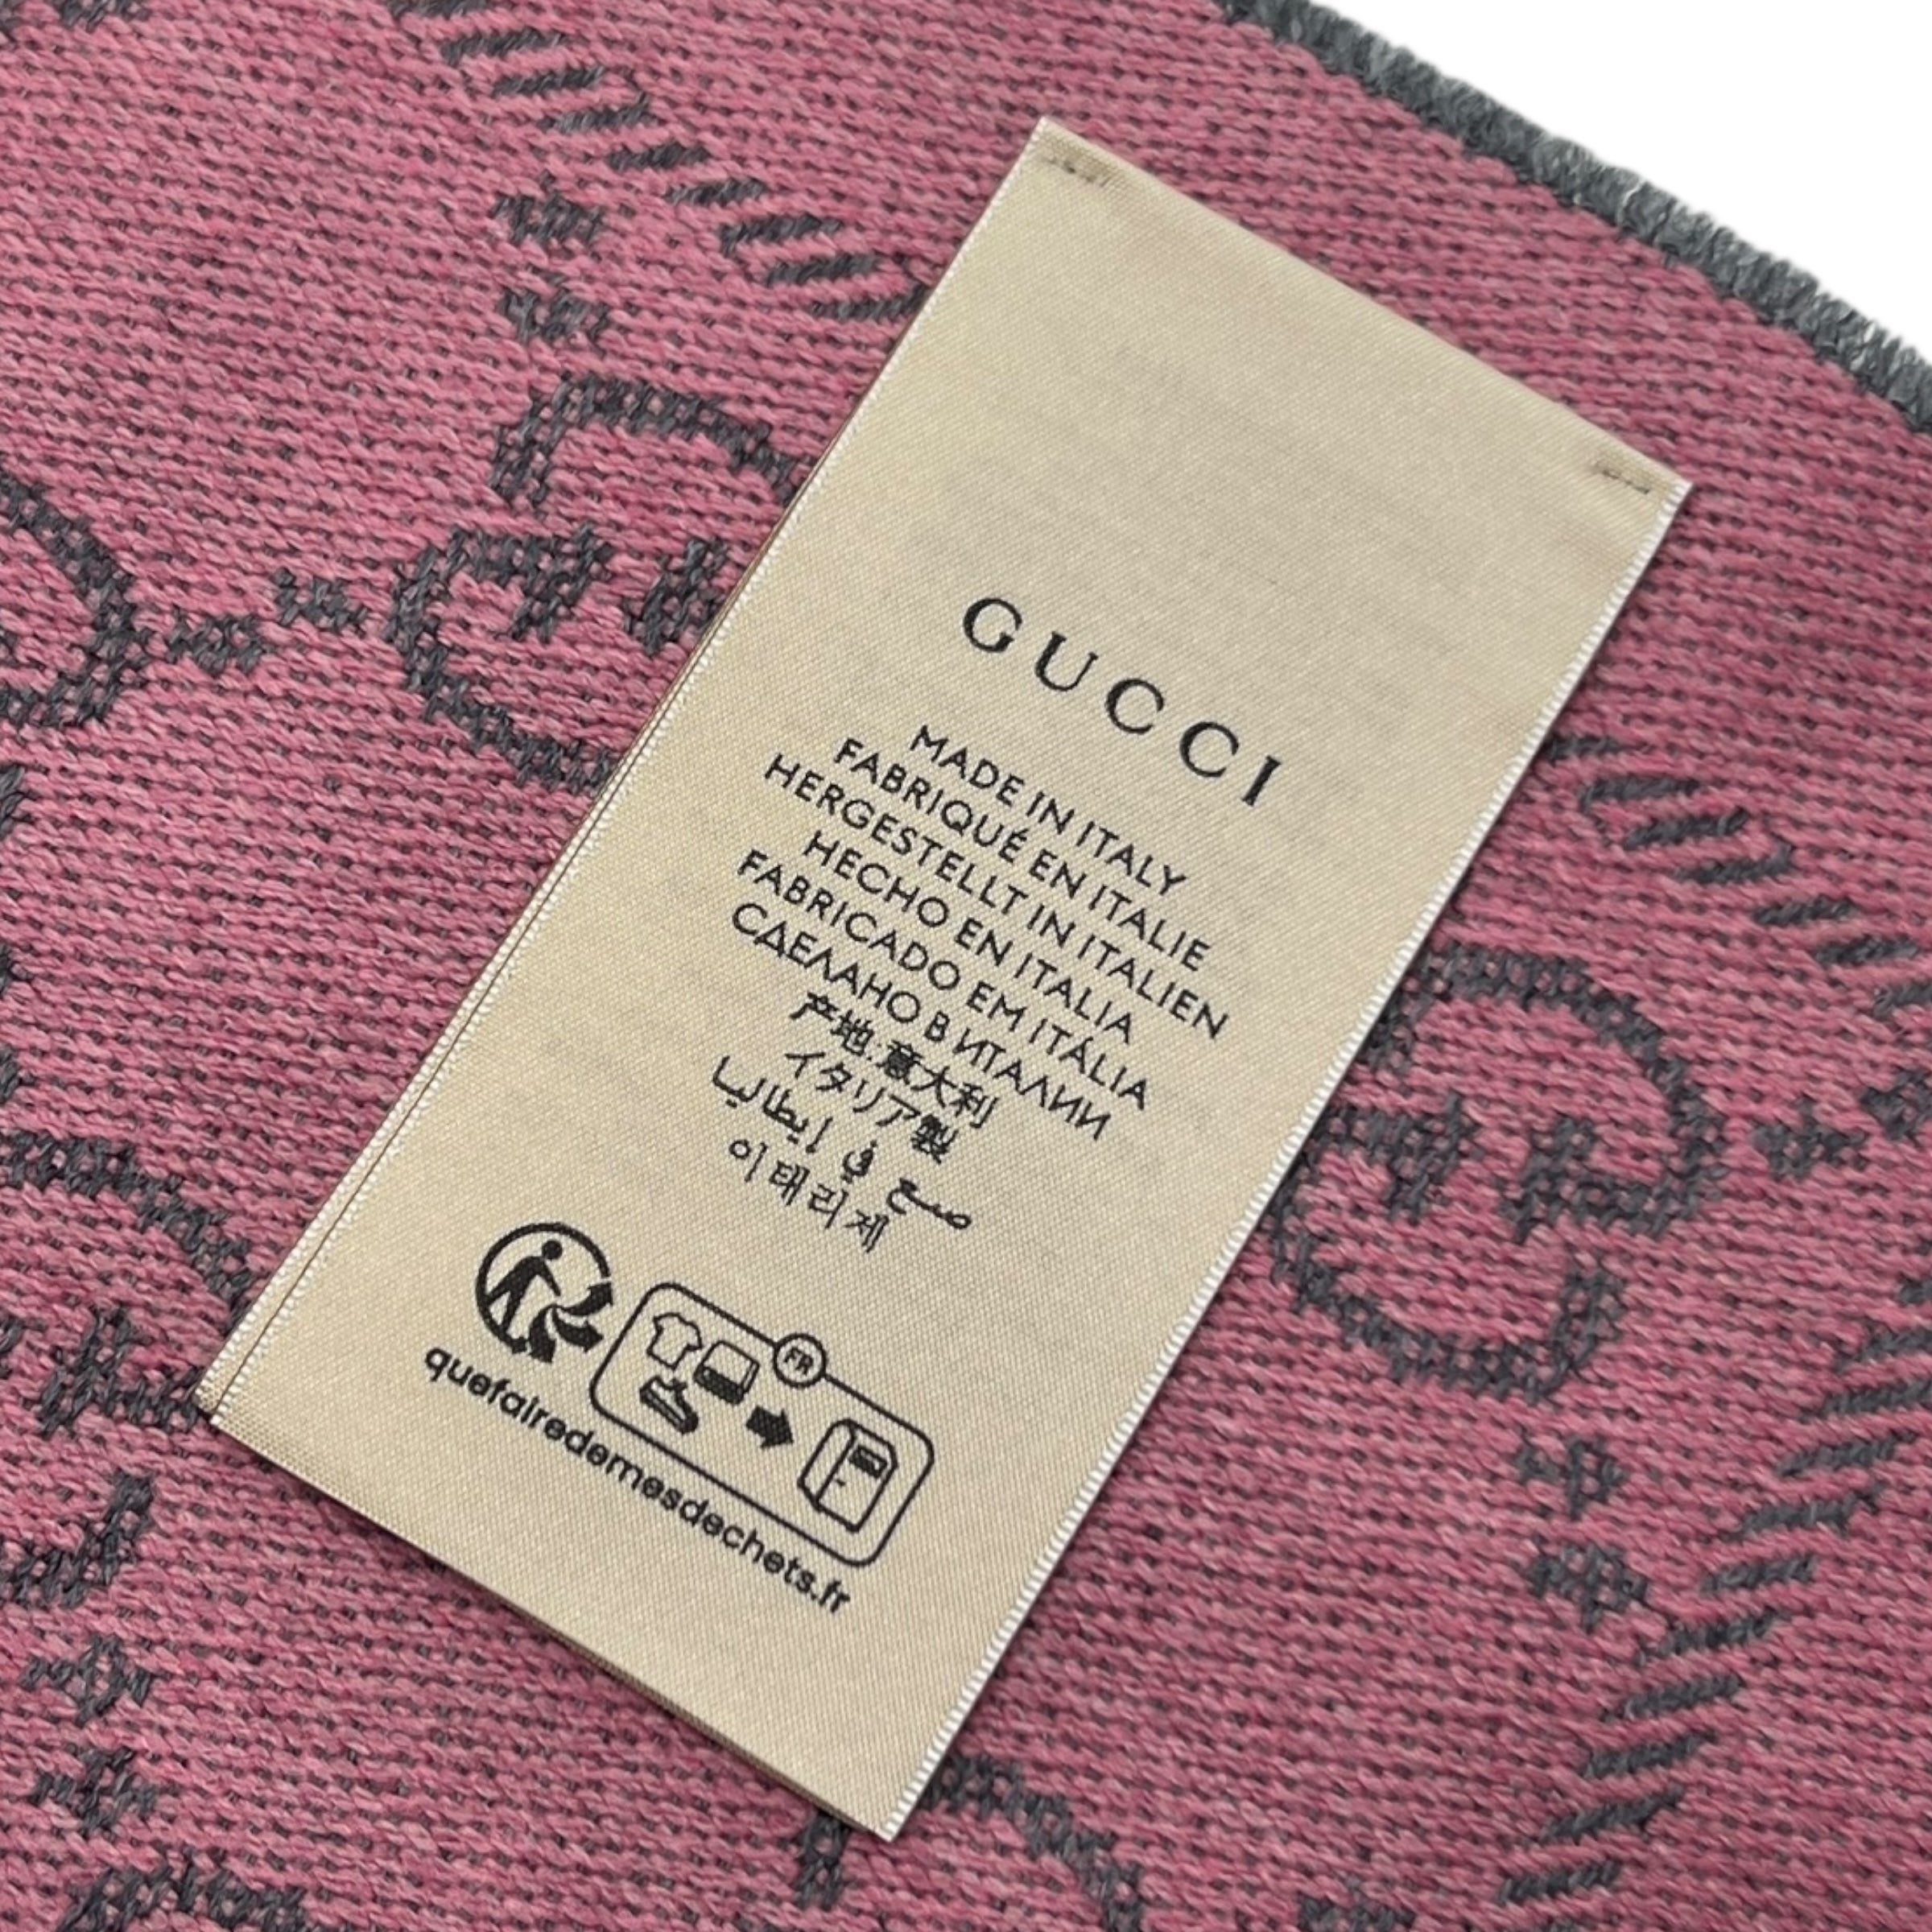 GUCCI
MADE IN ITALY
FABRIQUÉ EN ITALIE
HERGESTELLT IN ITALIEN
HECHO EN ITALIA
FABRICADO EM ITÁLIA
СДЕЛАНО В ИТАЛИИ
产地:意大利
イタリア製
صنع في إيطاليا
이태리제
FR
quefairedemesdechets.fr